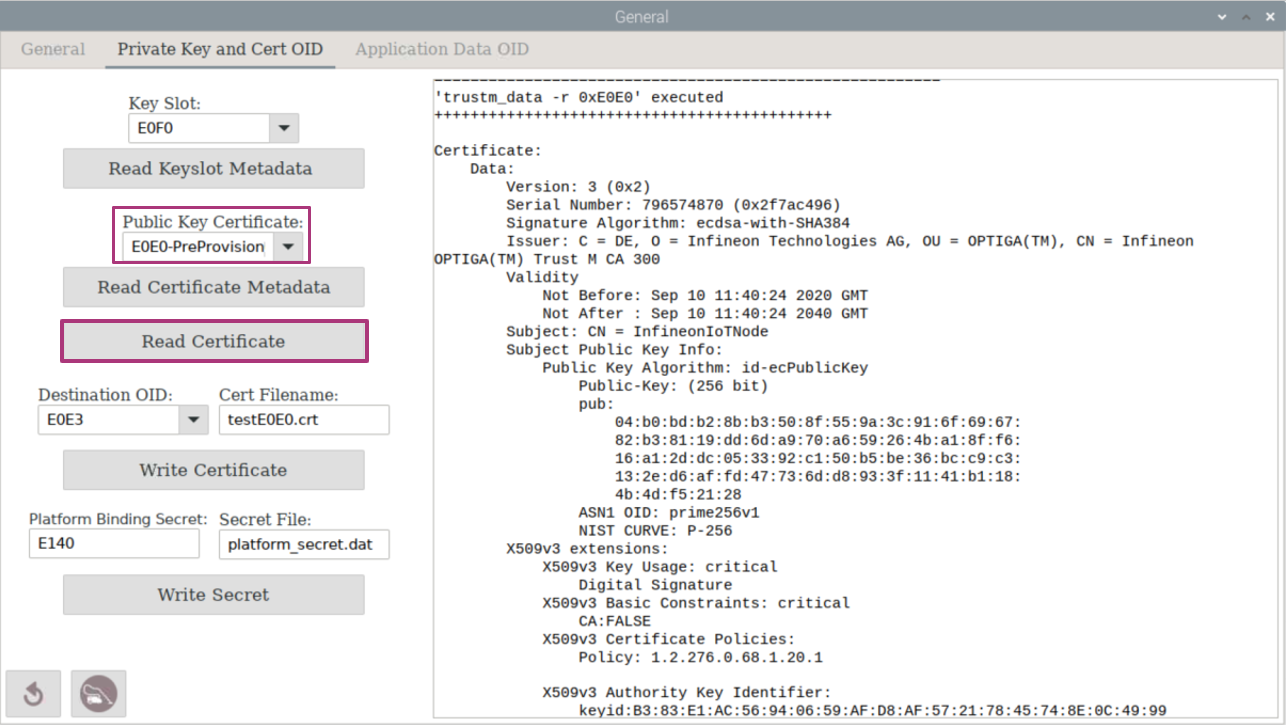 General
General
Private Key and Cert OID
Application Data OID
Key Slot:
E0F0
Read Keyslot Metadata
Public Key Certificate:
E0E0-PreProvision
Read Certificate Metadata
Read Certificate
Destination OID:
Cert Filename:
E0E3
testE0E0.crt
Write Certificate
Platform Binding Secret:
Secret File:
E140
platform_secret.dat
Write Secret
'trustm_data -r 0xE0E0' executed
++++++++++++++++++++++++++++++++++++++++++++
Certificate:
Data:
Version: 3 (0x2)
Serial Number: 796574870 (0x2f7ac496)
Signature Algorithm: ecdsa-with-SHA384
Issuer: C = DE, O = Infineon Technologies AG, OU = OPTIGA(TM), CN = Infineon
OPTIGA(TM) Trust M CA 300
Validity
Not Before: Sep 10 11:40:24 2020 GMT
Not After : Sep 10 11:40:24 2040 GMT
Subject: CN = InfineonIoTNode
Subject Public Key Info:
Public Key Algorithm: id-ecPublicKey
Public-Key: (256 bit)
pub:
04:b0:bd:b2:8b:b3:50:8f:55:9a:3c:91:6f:69:67:
82:b3:81:19:dd:6d:a9:70:a6:59:26:4b:a1:8f:f6:
16:a1:2d:dc:05:33:92:c1:50:b5:be:36:bc:c9:c3:
13:2e:d6:af:fd:47:73:6d:d8:93:3f:11:41:b1:18:
4b:4d:f5:21:28
ASN1 OID: prime256v1
NIST CURVE: P-256
X509v3 extensions:
X509v3 Key Usage: critical
Digital Signature
X509v3 Basic Constraints: critical
CA:FALSE
X509v3 Certificate Policies:
Policy: 1.2.276.0.68.1.20.1
X509v3 Authority Key Identifier:
keyid:B3:83:E1:AC:56:94:06:59:AF:D8:AF:57:21:78:45:74:8E:0C:49:99